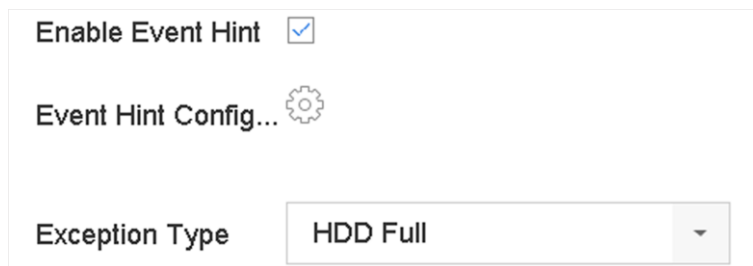 Enable Event Hint
Event Hint Config...
Exception Type HDD Full